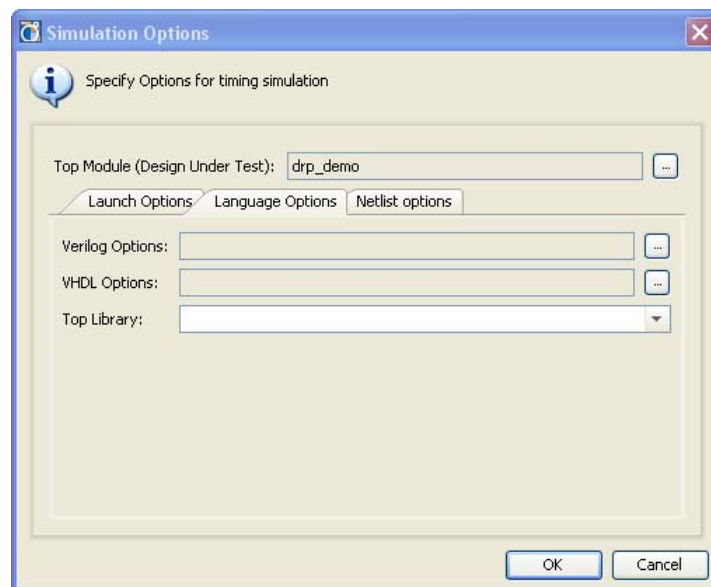 Simulation Options
Specify Options for timing simulation
Top Module (Design Under Test): drp_demo ...
Launch Options Language Options Netlist options
Verilog Options: ...
VHDL Options: ...
Top Library:
OK Cancel